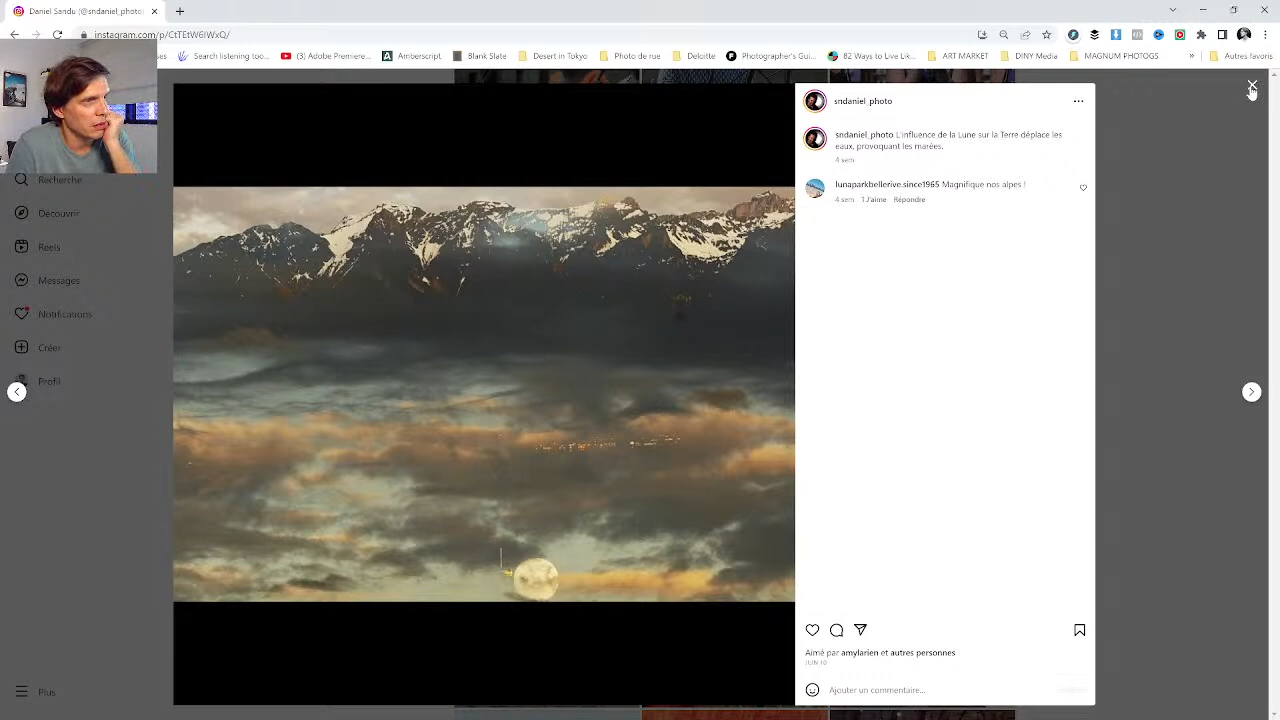 Daniel Sandu (@sndaniel_photo
instagram.com/p/CtTEtW6IWxQ/
es
Search listening too...
(3) Adobe Premiere...
Amberscript
Blank Slate
Desert in Tokyo
Photo de rue
Deloitte
Photographer's Gui...
82 Ways to Live Lik...
ART MARKET
DINY Media
MAGNUM PHOTOGS
»
Autres favoris
Recherche
Découvrir
Reels
Messages
Notifications
Créer
Profil
Plus
sndaniel_photo
sndaniel_photo L'influence de la Lune sur la Terre déplace les
eaux, provoquant les marées.
4 sem
lunaparkbellerive.since1965 Magnifique nos alpes !
4 sem 1 J'aime Répondre
Aimé par amylarien et autres personnes
JUIN 10
Ajouter un commentaire...